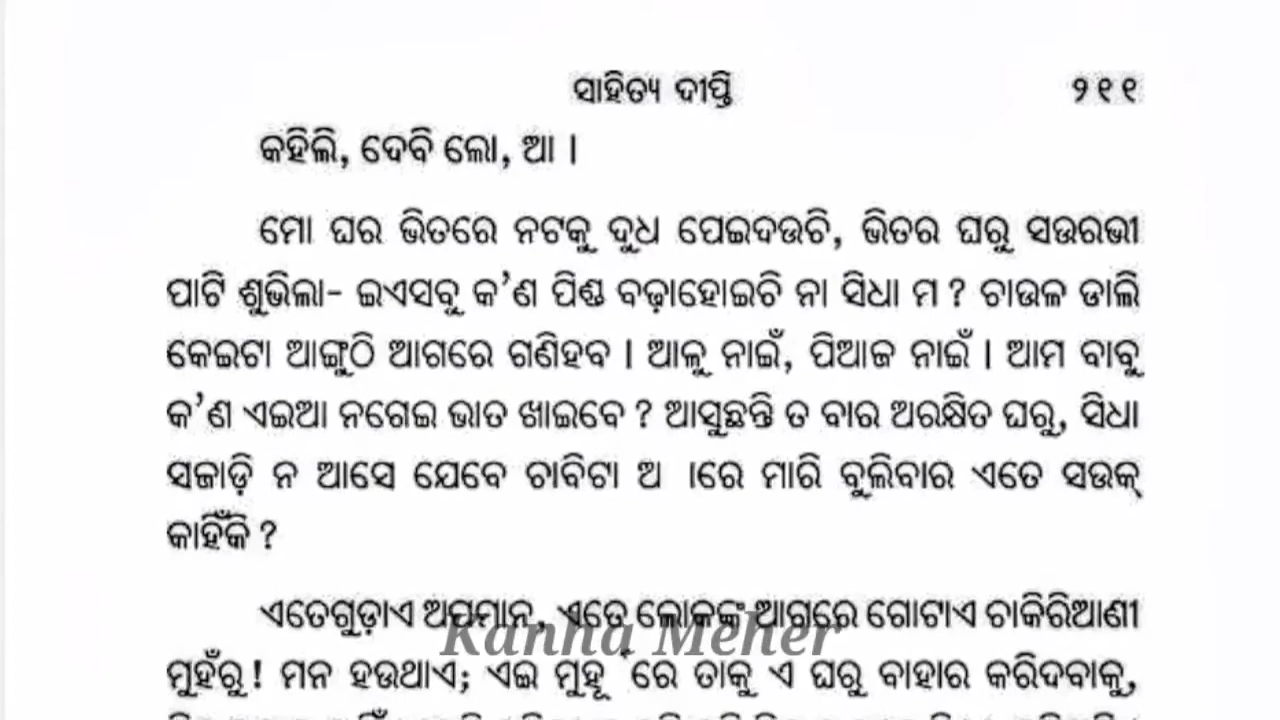 ସାହିତ୍ୟ ଦୀପ୍ତି ୨୧୧
କହିଲି, ଦେବି ଲୋ, ଆ ।
ମୋ ଘର ଭିତରେ ନଟକୁ ଦୁଧ ପେଇଦଉଚି, ଭିତର ଘରୁ ସଉରଭୀ
ପାଟି ଶୁଭିଲା- ଇଏସବୁ କ'ଣ ପିଣ୍ଡ ବଢ଼ାହୋଇଚି ନା ସିଧା ମ ? ଚାଉଳ ଡାଲି
କେଇଟା ଆଙ୍ଗୁଠି ଆଗରେ ଗଣିହବ । ଆଳୁ ନାଇଁ, ପିଆଜ ନାଇଁ । ଆମ ବାବୁ
କ'ଣ ଏଇଆ ନଗେଇ ଭାତ ଖାଇବେ ? ଆସୁଛନ୍ତି ତ ବାର ଅରକ୍ଷିତ ଘରୁ, ସିଧା
ସଜାଡ଼ି ନ ଆସେ ଯେବେ ଚାବିଟା ଅ ାରେ ମାରି ବୁଲିବାର ଏତେ ସଉକ୍
କାହିଁକି ?
ଏତେଗୁଡ଼ାଏ ଅପମାନ, ଏତେ ଲୋକଙ୍କ ଆଗରେ ଗୋଟାଏ ଚାକିରିଆଣୀ
Kanha Meher
ମୁହଁରୁ ! ମନ ହଉଥାଏ; ଏଇ ମୁହୂ ର୍ରେ ତାକୁ ଏ ଘରୁ ବାହାର କରିଦବାକୁ,